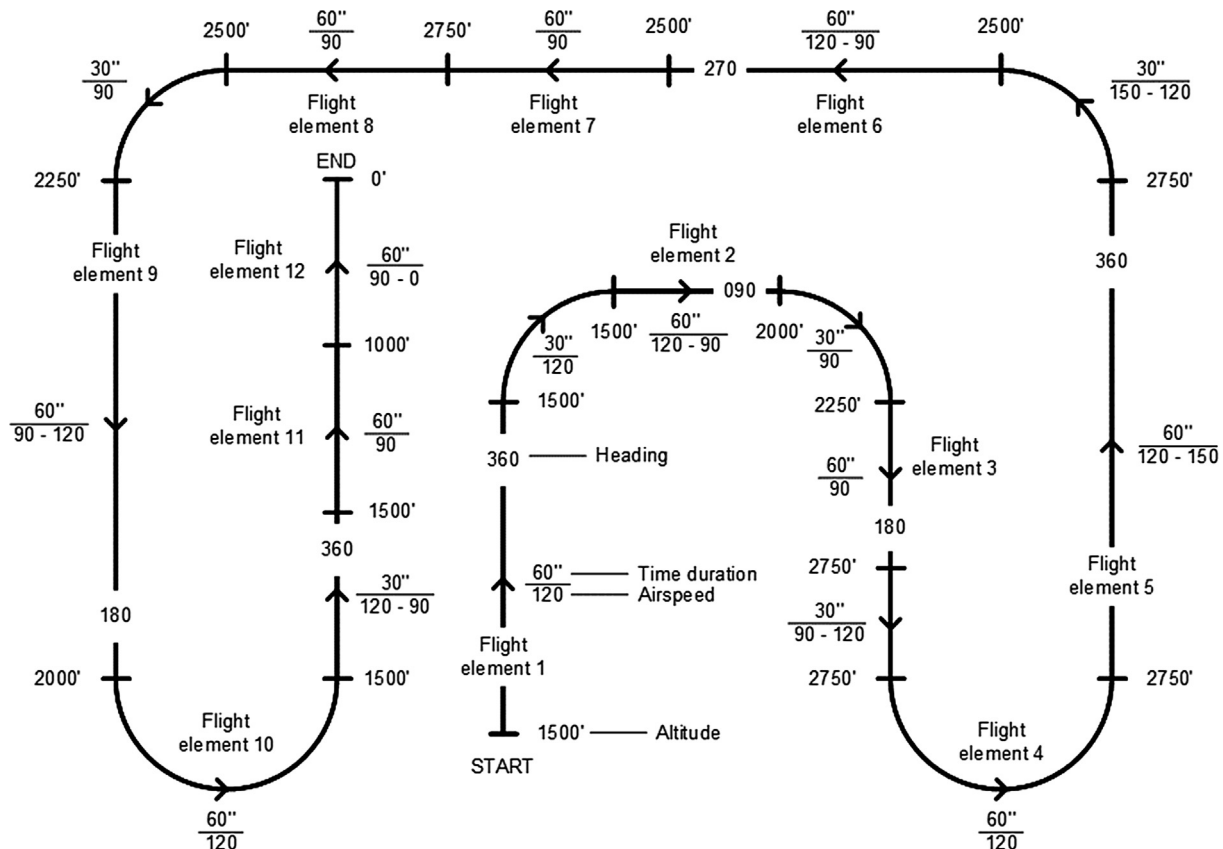 60"
120 - 90
60"
90
60"
90
2500'
2750'
2500'
2500'
270
30"
90
30"
150 - 120
Flight
element 8
Flight
element 7
Flight
element 6
END
2250'
0'
2750'
Flight
element 9
Flight
element 12
60"
90 - 0
Flight
element 2
090
360
1500'
60"
120 - 90
2000'
30"
120
30"
90
1000'
1500'
2250'
60"
90 - 120
Flight
element 11
60"
90
360
Heading
60"
90
Flight
element 3
60"
120 - 150
1500'
180
360
60"
120
Time duration
Airspeed
2750'
Flight
element 5
30"
120 - 90
30"
90 - 120
180
Flight
element 1
2000'
1500'
2750'
2750'
Flight
element 10
1500'
Altitude
START
Flight
element 4
60"
120
60"
120